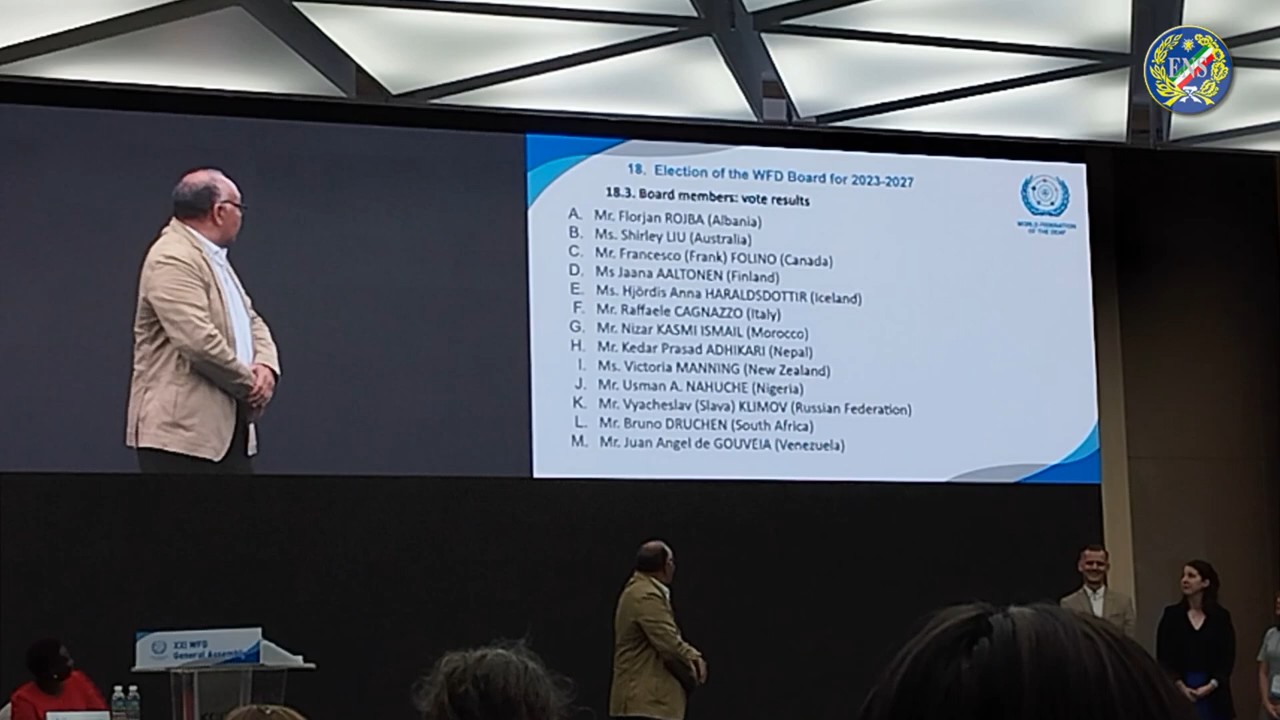 ENS
18. Election of the WFD Board for 2023-2027
18.3. Board members: vote results
A. Mr. Florjan ROJBA (Albania)
B. Ms. Shirley LIU (Australia)
C. Mr. Francesco (Frank) FOLINO (Canada)
D. Ms Jaana AALTONEN (Finland)
E. Ms. Hjördis Anna HARALDSDOTTIR (Iceland)
F. Mr. Raffaele CAGNAZZO (Italy)
G. Mr. Nizar KASMI ISMAIL (Morocco)
H. Mr. Kedar Prasad ADHIKARI (Nepal)
I. Ms. Victoria MANNING (New Zealand)
J. Mr. Usman A. NAHUCHE (Nigeria)
K. Mr. Vyacheslav (Slava) KLIMOV (Russian Federation)
L. Mr. Bruno DRUCHEN (South Africa)
M. Mr. Juan Angel de GOUVEIA (Venezuela)
WORLD FEDERATION
OF THE DEAF
XXI WFD
General Assembly